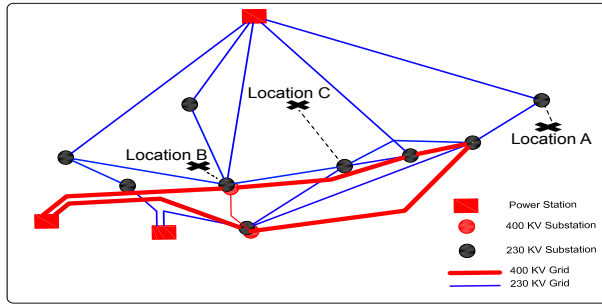 Location C
Location A
Location B
Power Station
400 KV Substation
230 KV Substation
400 KV Grid
230 KV Grid